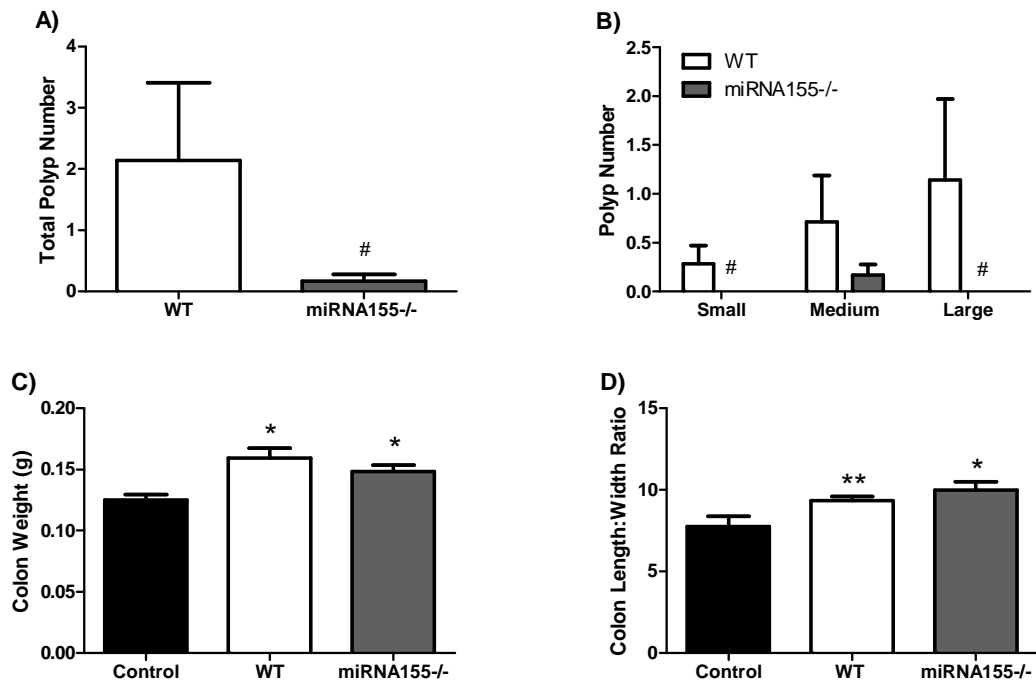 A)
Total Polyp Number
4
3
2
1
0
#
WT
miRNA155-/-
B)
Polyp Number
2.5
2.0
1.5
1.0
0.5
0.0
WT
miRNA155-/-
#
#
Small
Medium
Large
C)
Colon Weight (g)
0.20
0.15
0.10
0.05
0.00
*
*
Control
WT
miRNA155-/-
D)
Colon Length:Width Ratio
15
10
5
0
**
*
Control
WT
miRNA155-/-